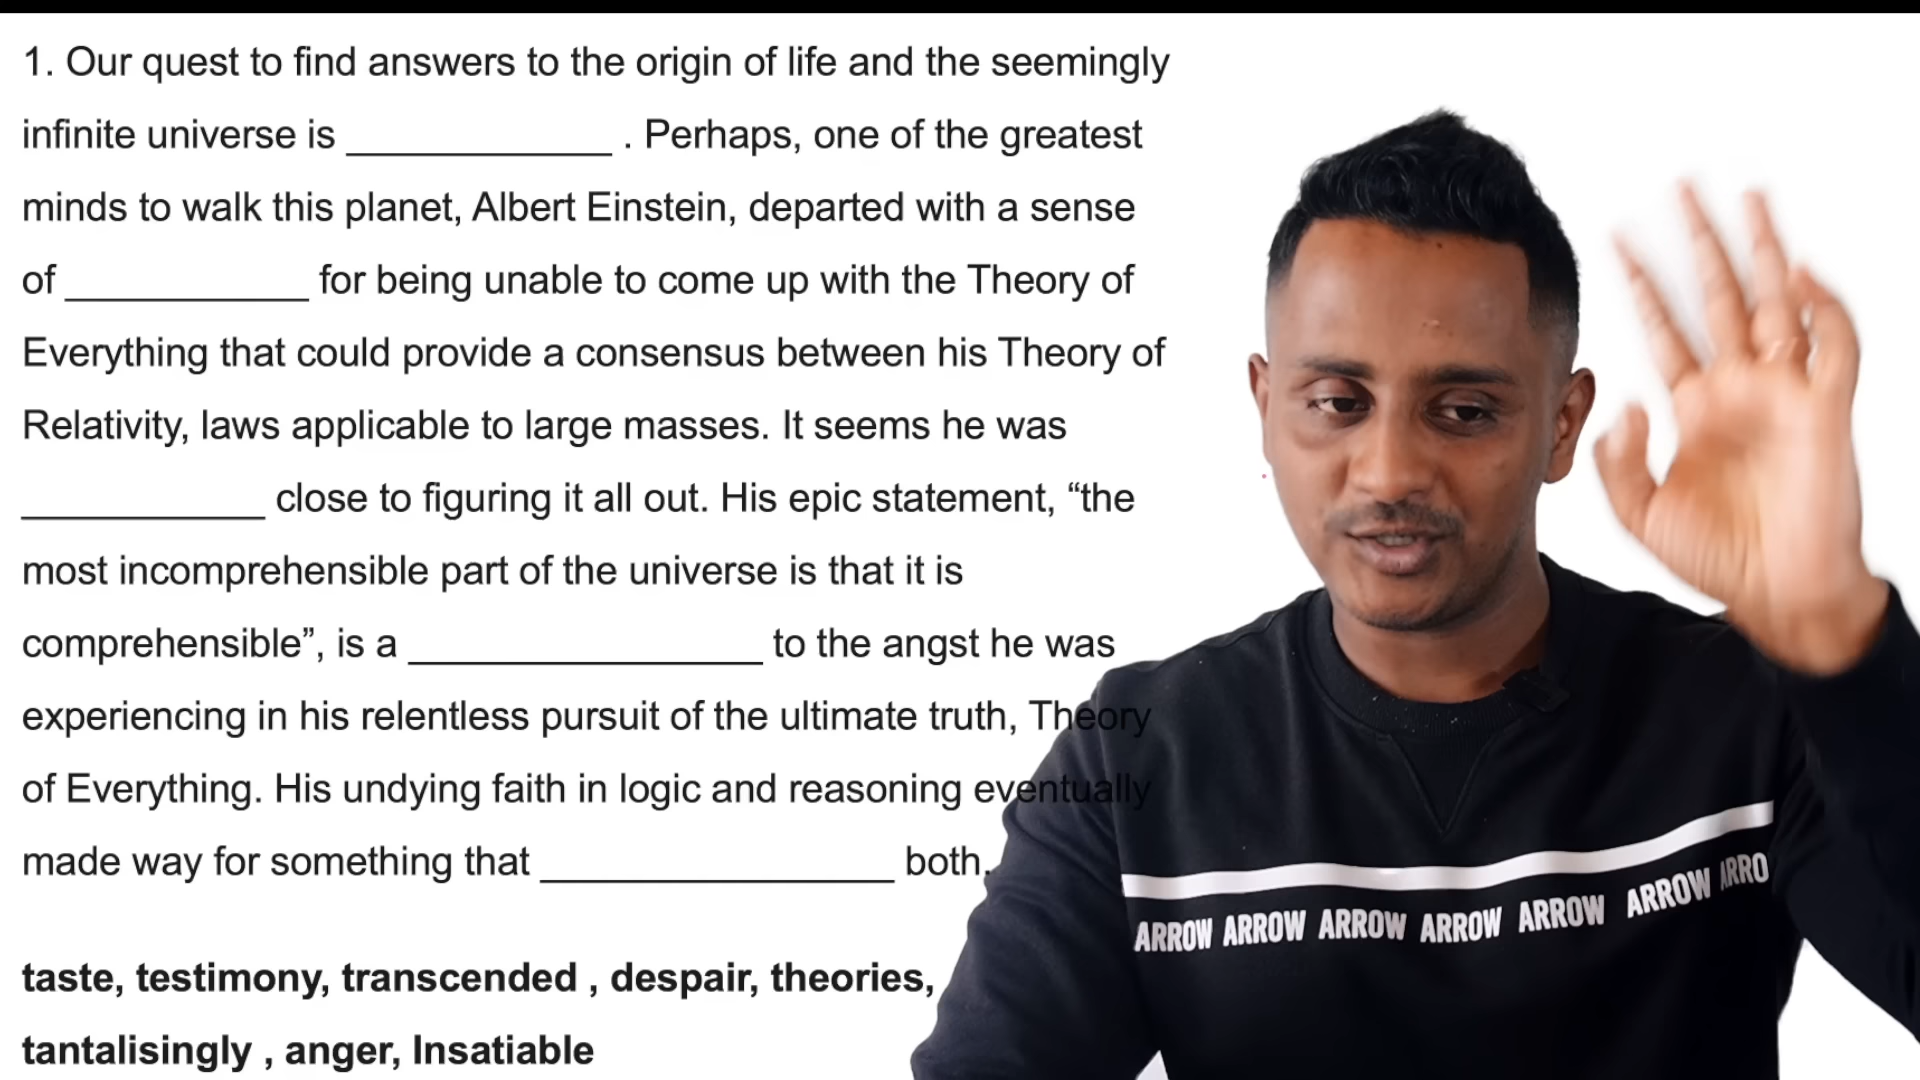 1. Our quest to find answers to the origin of life and the seemingly
infinite universe is ____________ . Perhaps, one of the greatest
minds to walk this planet, Albert Einstein, departed with a sense
of ___________ for being unable to come up with the Theory of
Everything that could provide a consensus between his Theory of
Relativity, laws applicable to large masses. It seems he was
___________ close to figuring it all out. His epic statement, “the
most incomprehensible part of the universe is that it is
comprehensible”, is a ________________ to the angst he was
experiencing in his relentless pursuit of the ultimate truth, Theory
of Everything. His undying faith in logic and reasoning eventually
made way for something that ________________ both.
taste, testimony, transcended , despair, theories,
tantalisingly , anger, Insatiable
ARROW ARROW ARROW ARROW ARROW ARROW ARRO